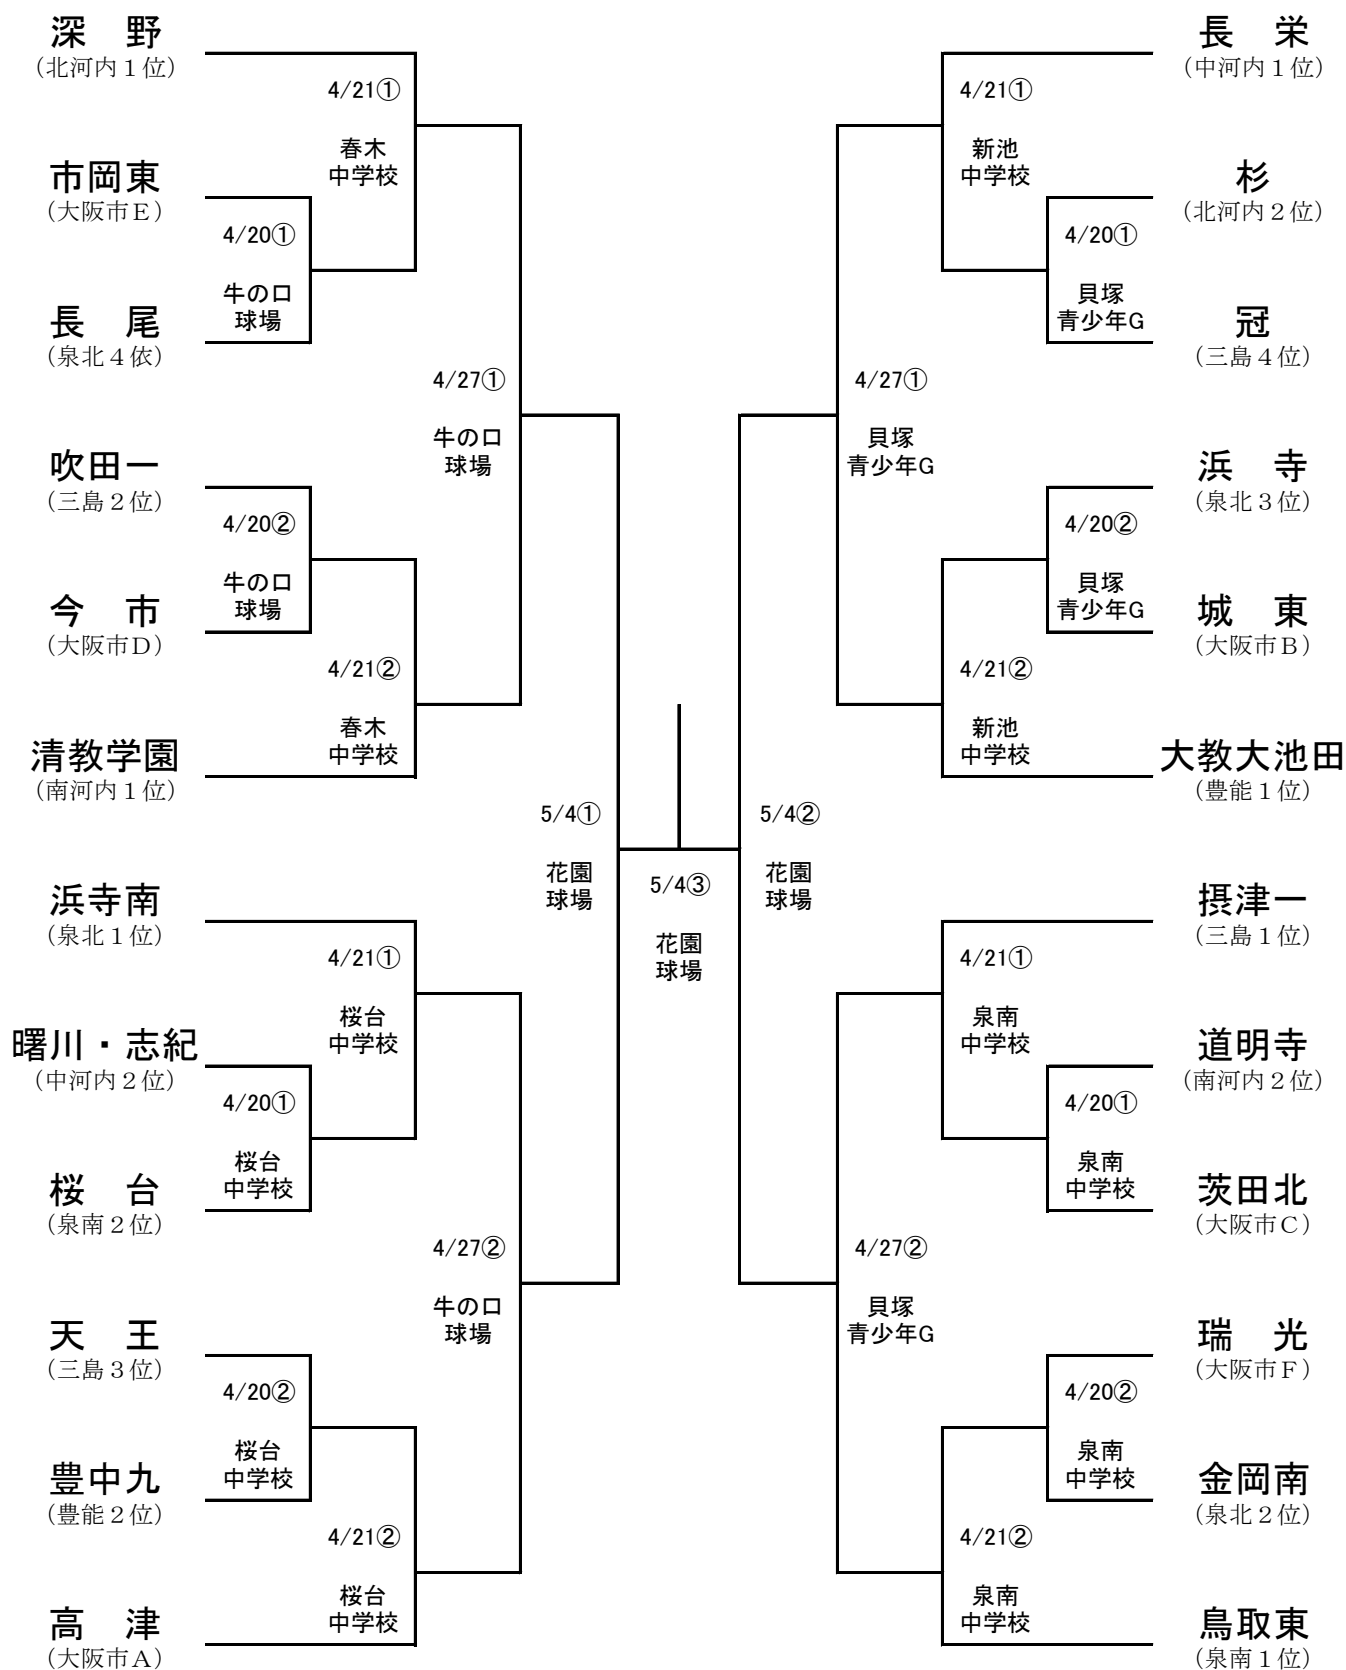 深　野
（北河内１位）
4/21①
春木
中学校
市岡東
（大阪市Ｅ）
4/20①
牛の口
球場
長　尾
（泉北４依）
4/27①
牛の口
球場
吹田一
（三島２位）
4/20②
牛の口
球場
今　市
（大阪市Ｄ）
4/21②
春木
中学校
清教学園
（南河内１位）
5/4①
花園
球場
浜寺南
（泉北１位）
4/21①
桜台
中学校
曙川・志紀
（中河内２位）
4/20①
桜台
中学校
桜　台
（泉南２位）
4/27②
牛の口
球場
天　王
（三島３位）
4/20②
桜台
中学校
豊中九
（豊能２位）
4/21②
桜台
中学校
高　津
（大阪市Ａ）
5/4③
花園
球場
長　栄
（中河内１位）
4/21①
新池
中学校
杉
（北河内２位）
4/20①
貝塚
青少年G
冠
（三島４位）
4/27①
貝塚
青少年G
浜　寺
（泉北３位）
4/20②
貝塚
青少年G
城　東
（大阪市Ｂ）
4/21②
新池
中学校
大教大池田
（豊能１位）
5/4②
花園
球場
摂津一
（三島１位）
4/21①
泉南
中学校
道明寺
（南河内２位）
4/20①
泉南
中学校
茨田北
（大阪市Ｃ）
4/27②
貝塚
青少年G
瑞　光
（大阪市Ｆ）
4/20②
泉南
中学校
金岡南
（泉北２位）
4/21②
泉南
中学校
鳥取東
（泉南１位）